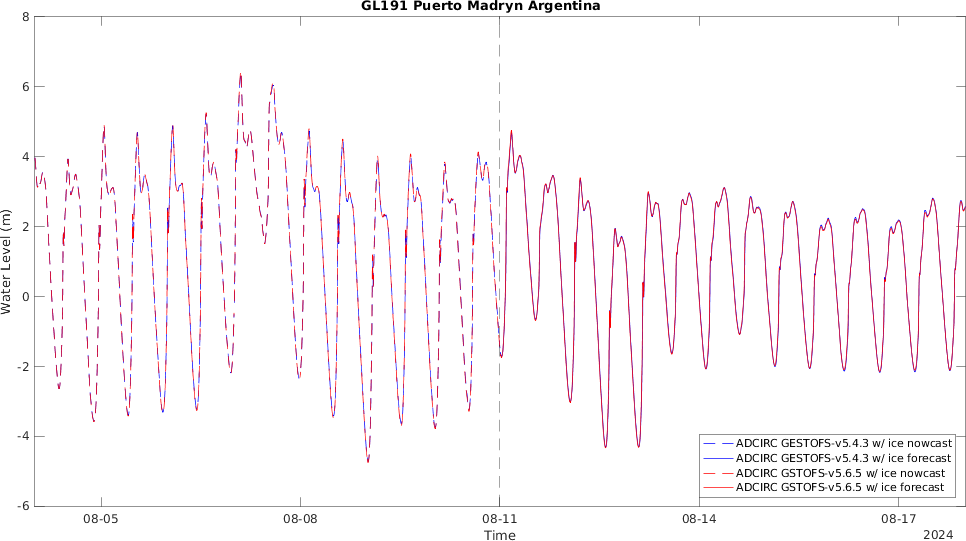 GL191 Puerto Madryn Argentina
8
6
4
2
0
-2
-4
-6
Water Level (m)
ADCIRC GESTOFS-v5.4.3 w/ ice nowcast
ADCIRC GESTOFS-v5.4.3 w/ ice forecast
ADCIRC GSTOFS-v5.6.5 w/ ice nowcast
ADCIRC GSTOFS-v5.6.5 w/ ice forecast
08-05 08-08 08-11 08-14 08-17
Time
2024